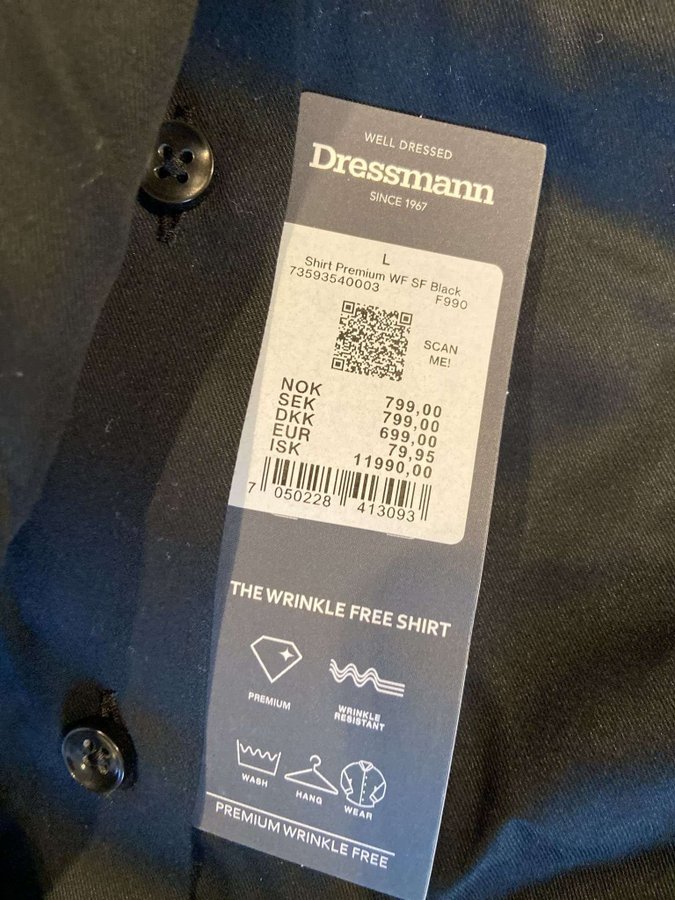 WELL DRESSED
Dressmann
SINCE 1967
L
Shirt Premium WF SF Black
73593540003 F990
SCAN
ME!
NOK 799,00
SEK 799,00
DKK 699,00
EUR 79,95
ISK 11990,00
7 050228 413093
THE WRINKLE FREE SHIRT
PREMIUM
WRINKLE
RESISTANT
WASH
HANG
WEAR
PREMIUM WRINKLE FREE